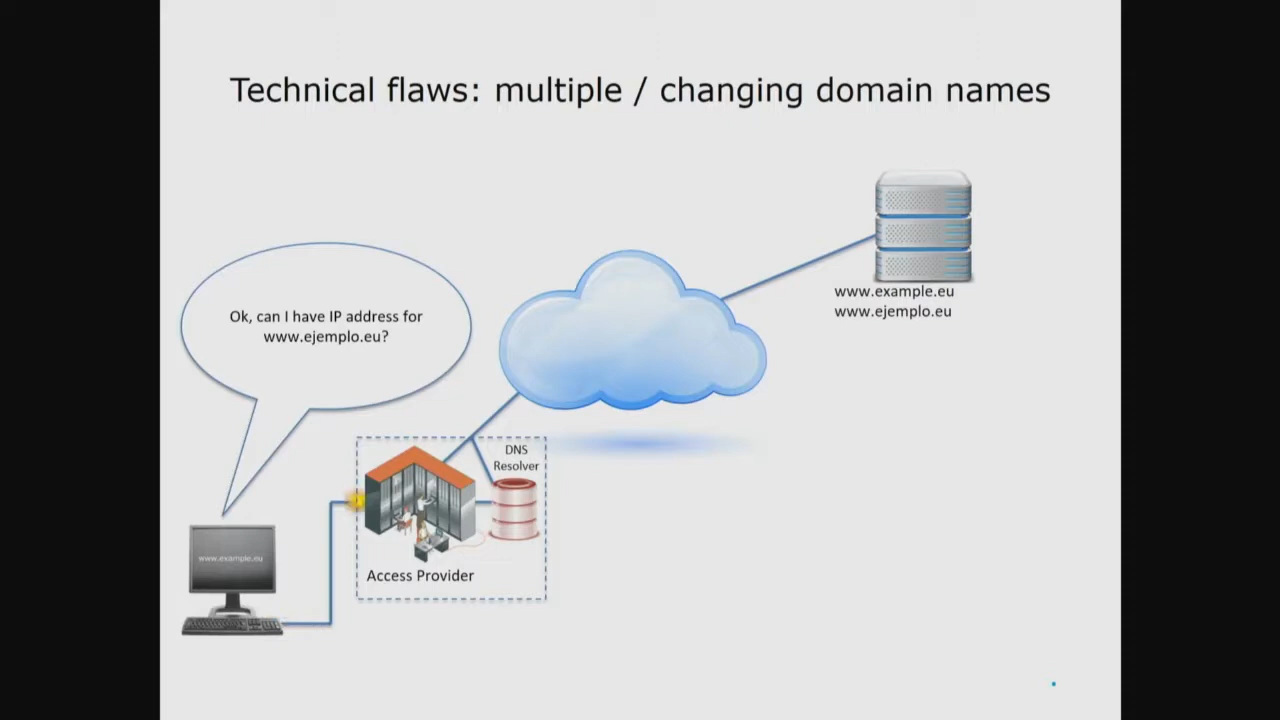 Technical flaws: multiple / changing domain names
www.example.eu
www.ejemplo.eu
Ok, can I have IP address for
www.ejemplo.eu?
DNS
Resolver
www.example.eu
Access Provider